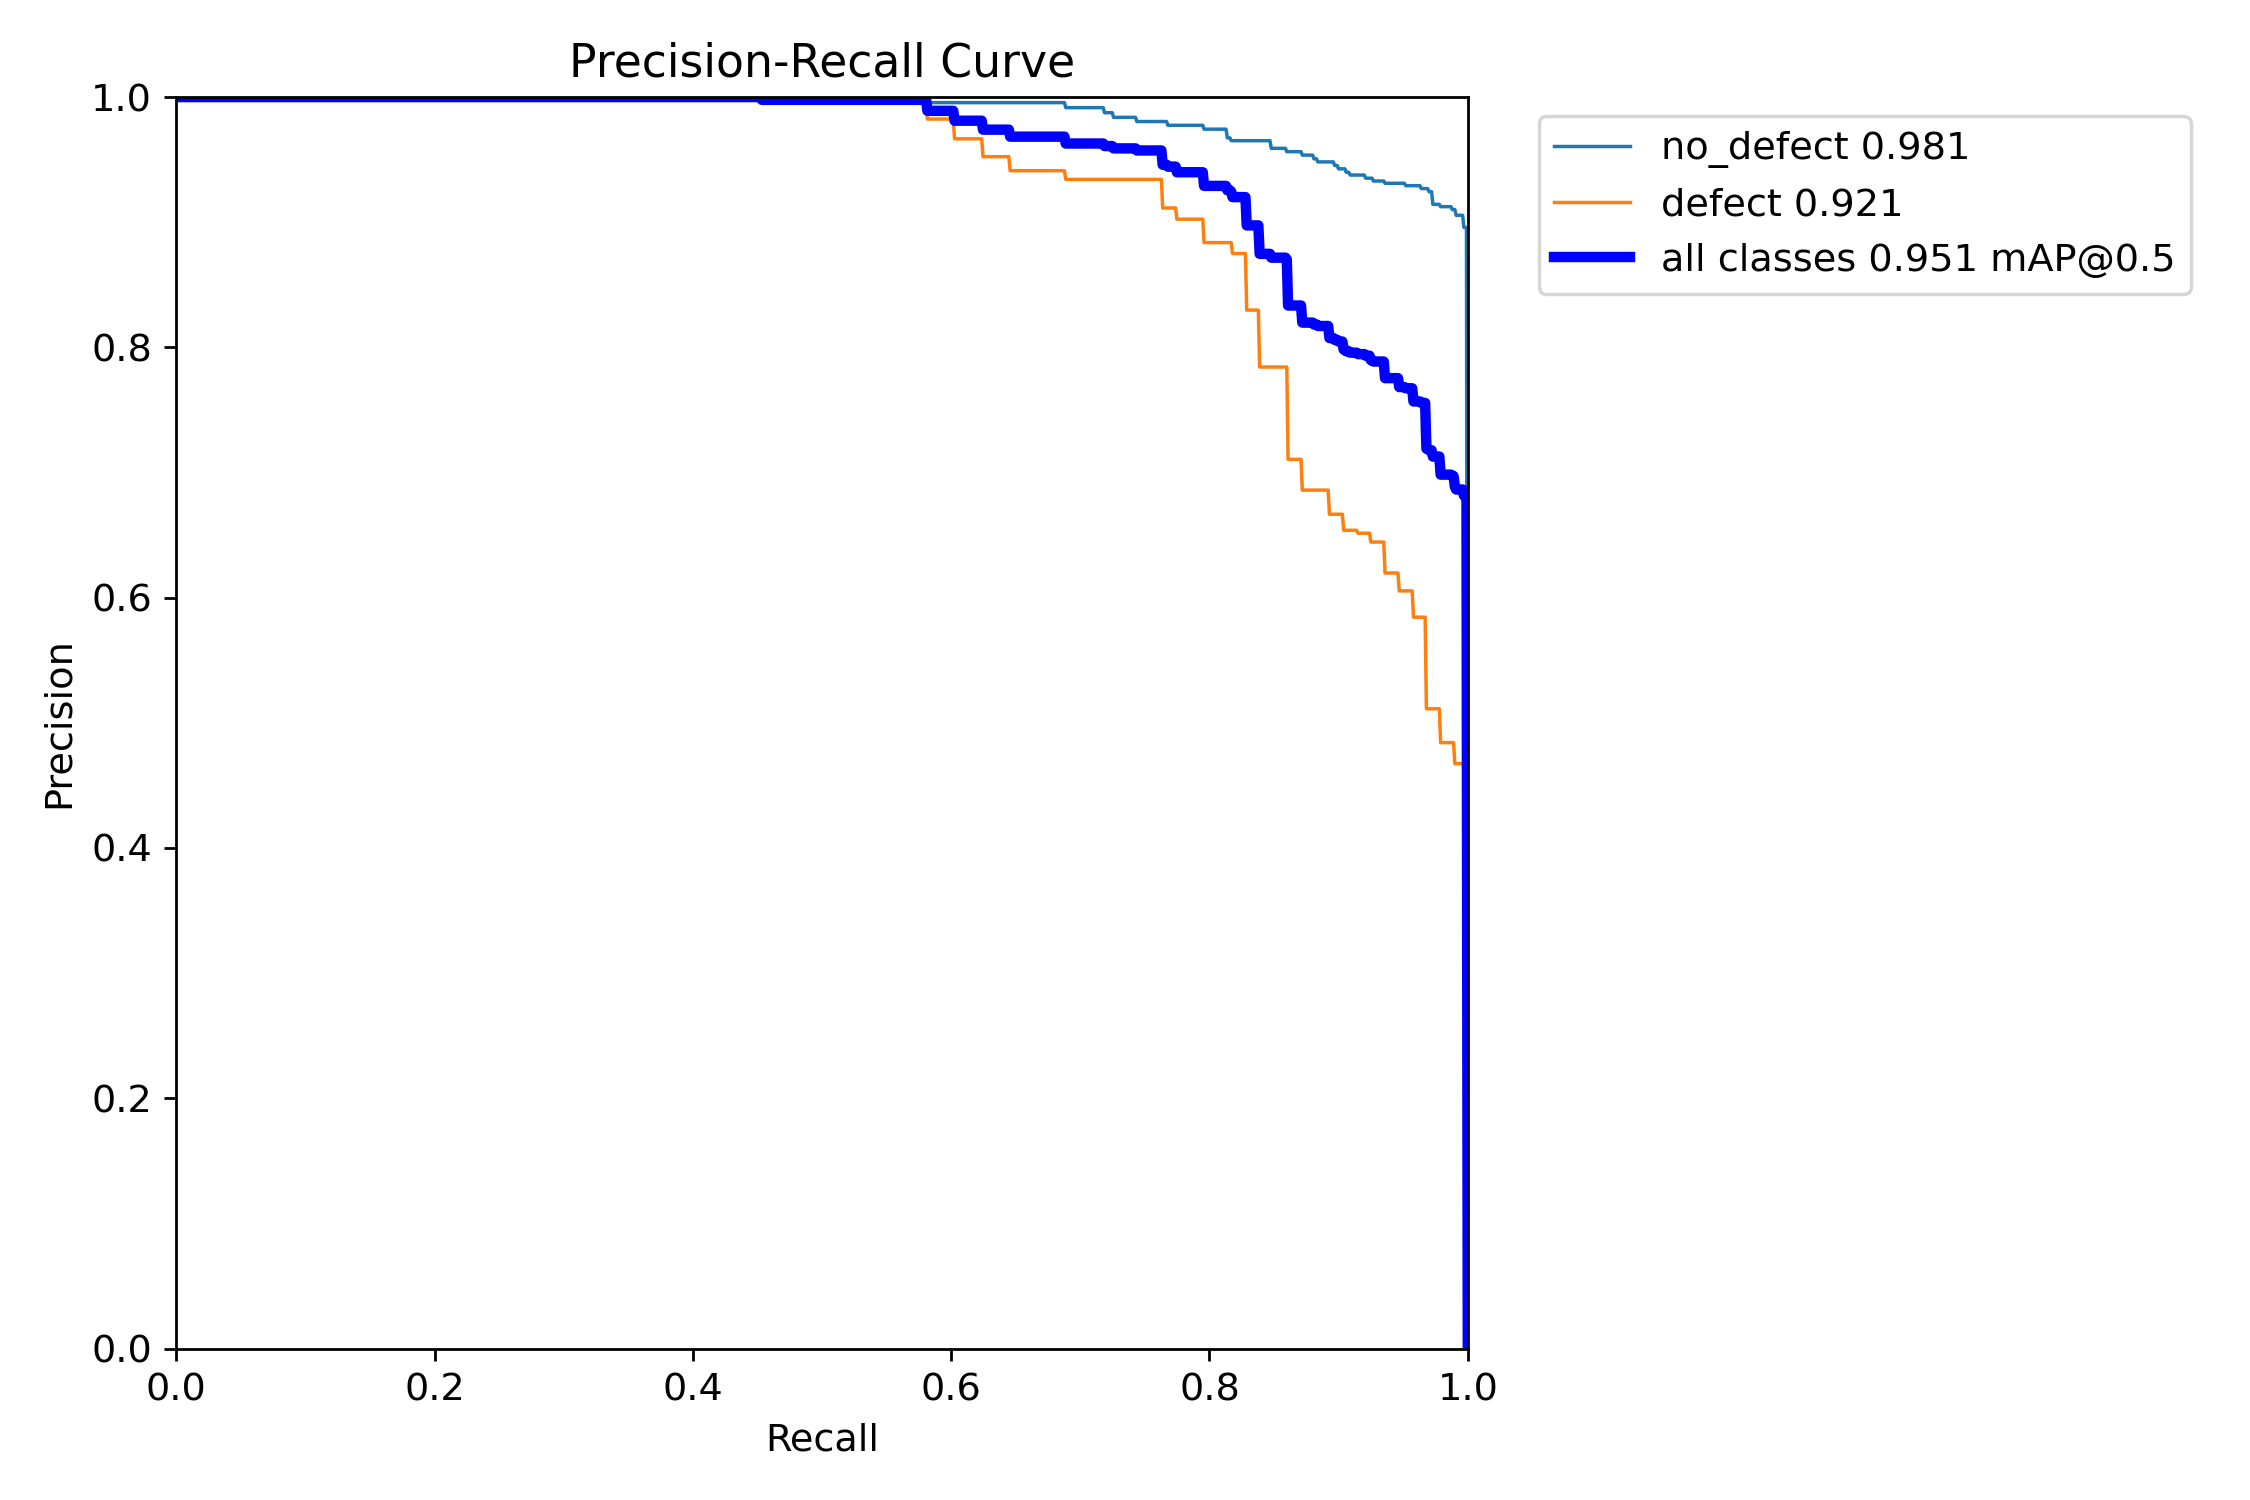 Precision-Recall Curve
1.0
0.8
0.6
0.4
0.2
0.0
Precision
0.0 0.2 0.4 0.6 0.8 1.0
Recall
no_defect 0.981
defect 0.921
all classes 0.951 mAP@0.5